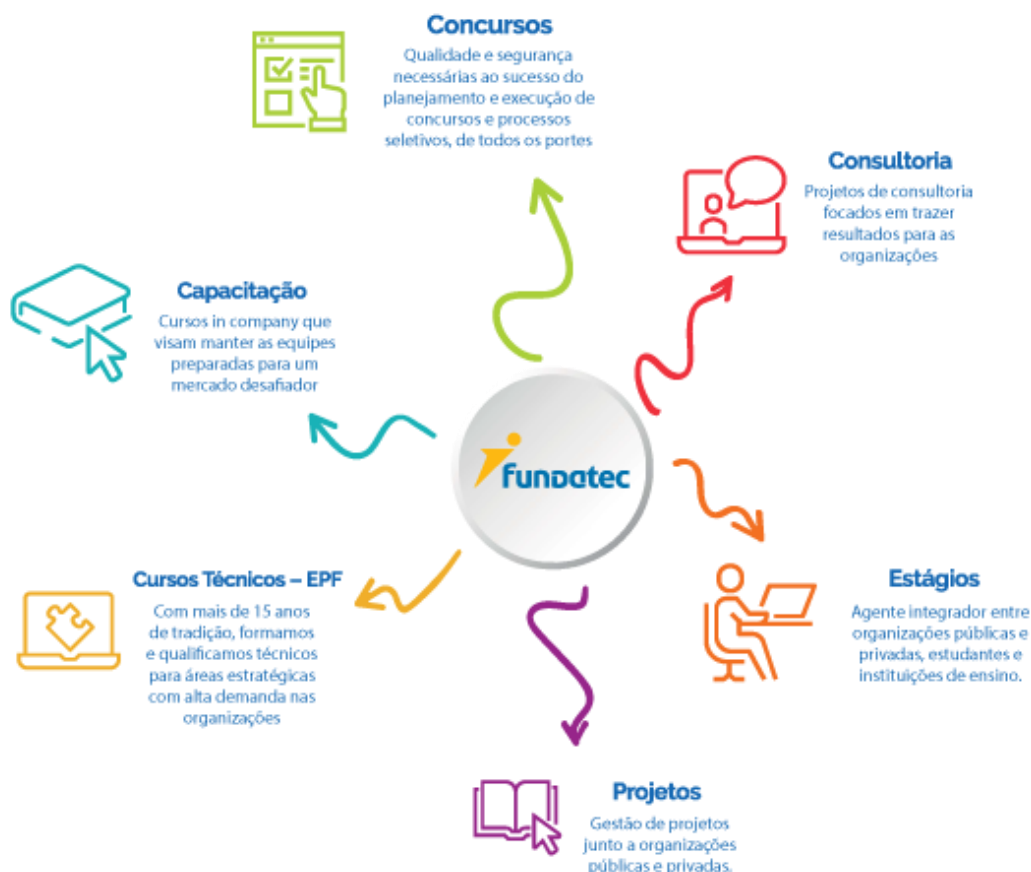 Concursos
Qualidade e segurança
necessárias ao sucesso do
planejamento e execução de
concursos e processos
seletivos, de todos os portes
Consultoria
Projetos de consultoria
focados em trazer
resultados para as
organizações
Capacitação
Cursos in company que
visam manter as equipes
preparadas para um
mercado desafiador
fundatec
Cursos Técnicos – EPF
Com mais de 15 anos
de tradição, formamos
e qualificamos técnicos
para áreas estratégicas
com alta demanda nas
organizações
Estágios
Agente integrador entre
organizações públicas e
privadas, estudantes e
instituições de ensino.
Projetos
Gestão de projetos
junto a organizações
públicas e privadas.